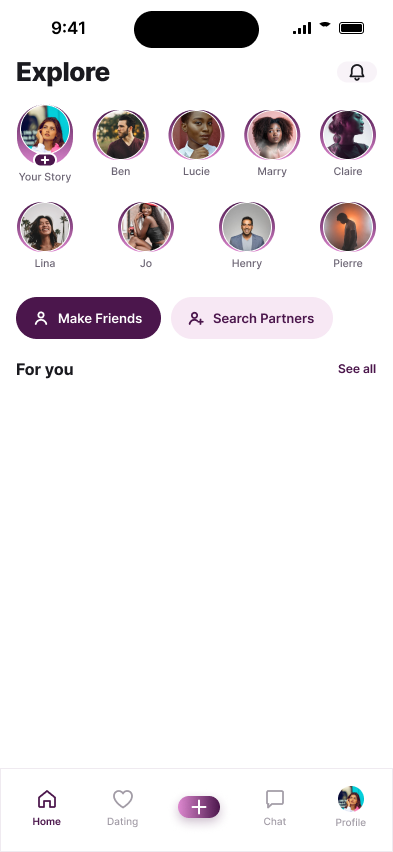 9:41
Explore
Your Story
Ben
Lucie
Marry
Claire
Lina
Jo
Henry
Pierre
Make Friends
Search Partners
For you
See all
Home
Dating
Chat
Profile